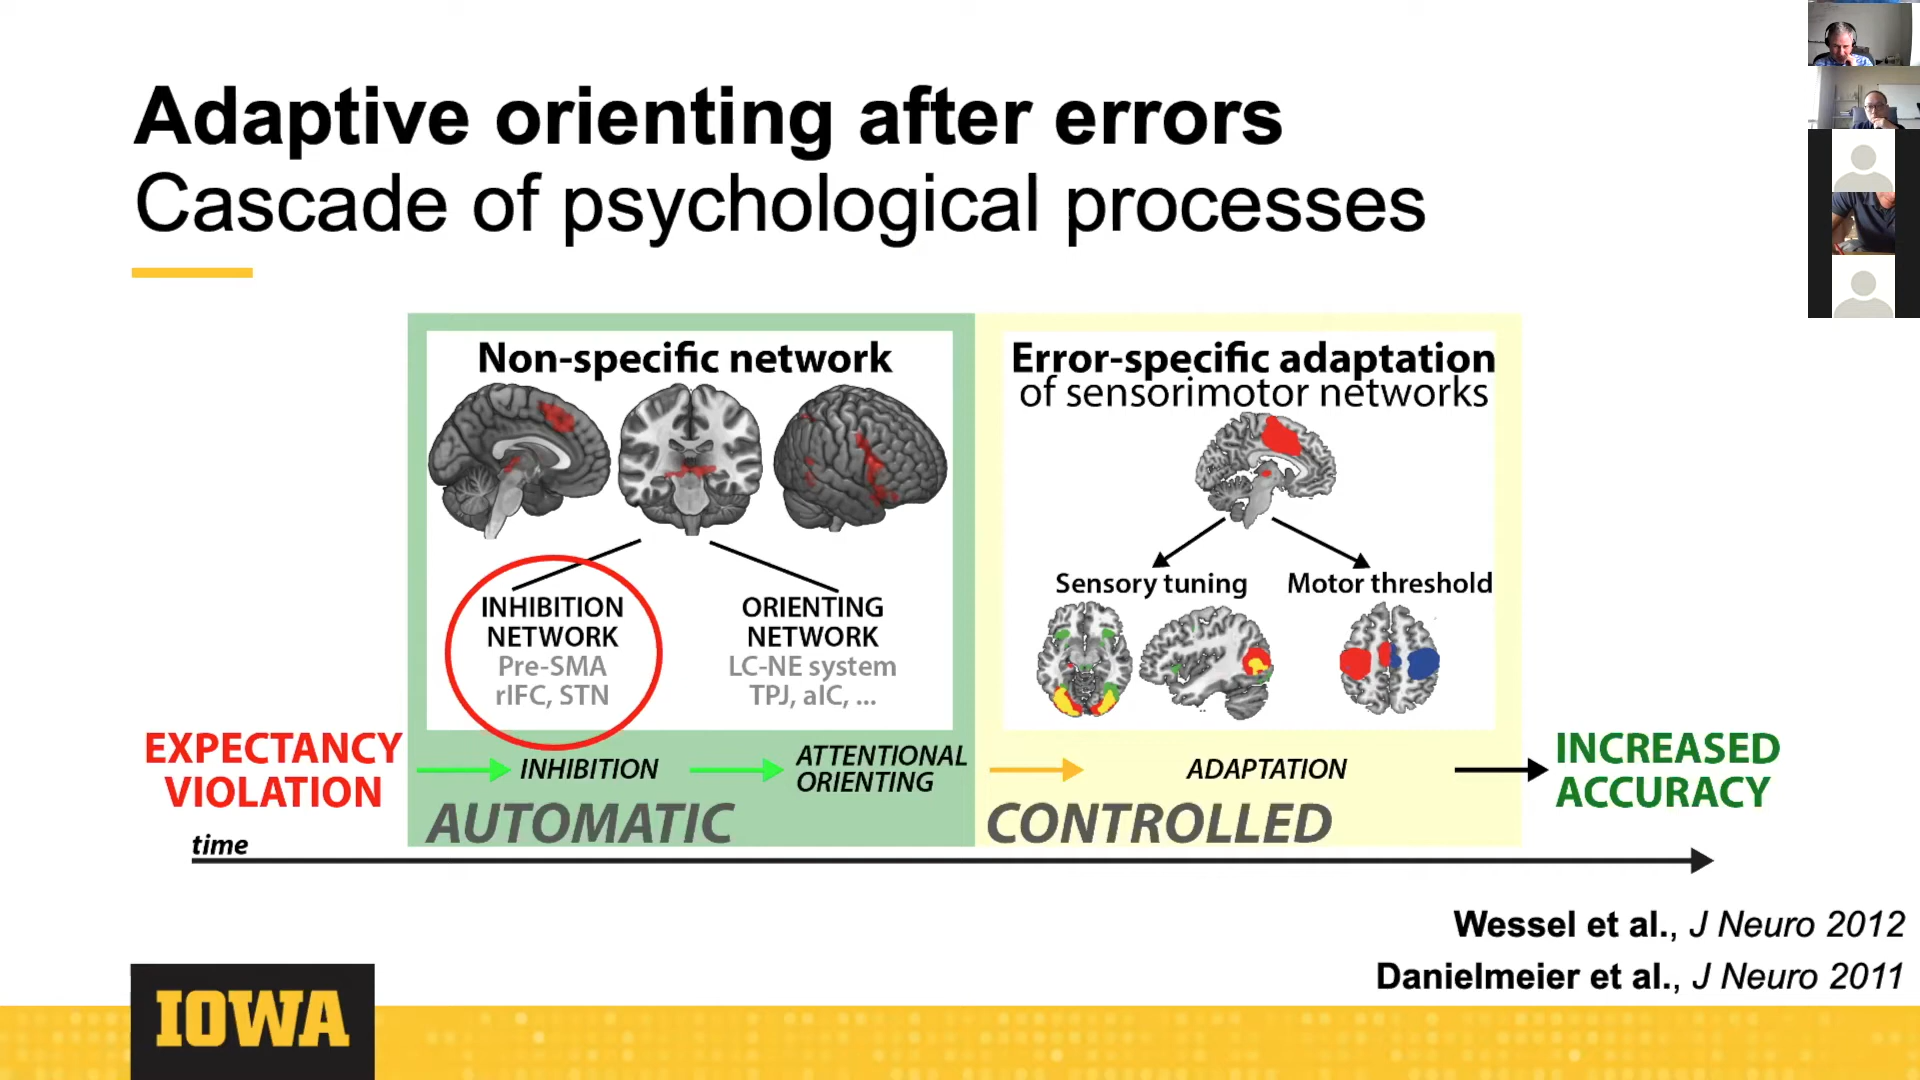 Adaptive orienting after errors
Cascade of psychological processes
Non-specific network
INHIBITION
NETWORK
Pre-SMA
rIFC, STN
ORIENTING
NETWORK
LC-NE system
TPJ, aIC, ...
Error-specific adaptation
of sensorimotor networks
Sensory tuning
Motor threshold
EXPECTANCY
VIOLATION
INHIBITION
ATTENTIONAL
ORIENTING
ADAPTATION
INCREASED
ACCURACY
AUTOMATIC
CONTROLLED
time
Wessel et al., J Neuro 2012
Danielmeier et al., J Neuro 2011
IOWA